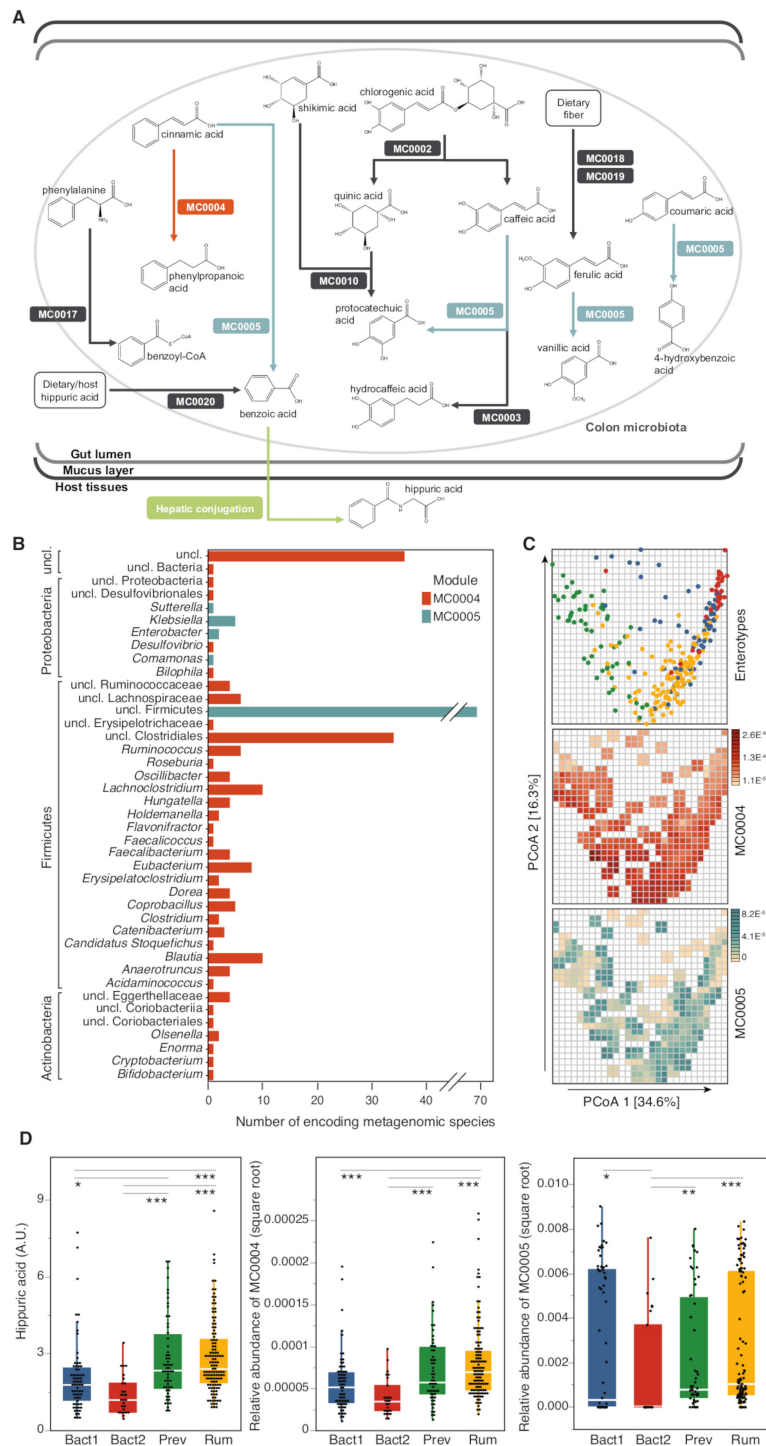 A
shikimic acid
chlorogenic acid
Dietary
fiber
cinnamic acid
MC0002
MC0018
MC0019
phenylalanine
MC0004
quinic acid
caffeic acid
coumaric acid
MC0005
phenylpropanoic
acid
MC0010
ferulic acid
MC0017
protocatechuic
acid
MC0005
MC0005
MC0005
benzoyl-CoA
vanillic acid
4-hydroxybenzoic
acid
Dietary/host
hippuric acid
MC0020
benzoic acid
hydrocaffeic acid
MC0003
Colon microbiota
Gut lumen
Mucus layer
Host tissues
Hepatic conjugation
hippuric acid
B
uncl.
Proteobacteria
Firmicutes
Actinobacteria
uncl.
uncl. Bacteria
uncl. Proteobacteria
uncl. Desulfovibrionales
Sutterella
Klebsiella
Enterobacter
Desulfovibrio
Comamonas
Bilophila
uncl. Ruminococcaceae
uncl. Lachnospiraceae
uncl. Firmicutes
uncl. Erysipelotrichaceae
uncl. Clostridiales
Ruminococcus
Roseburia
Oscillibacter
Lachnoclostridium
Hungatella
Holdemanella
Flavonifractor
Faecalicoccus
Faecalibacterium
Eubacterium
Erysipelatoclostridium
Dorea
Coprobacillus
Clostridium
Catenibacterium
Candidatus Stoquefichus
Blautia
Anaerotruncus
Acidaminococcus
uncl. Eggerthellaceae
uncl. Coriobacteriia
uncl. Coriobacteriales
Olsenella
Enorma
Cryptobacterium
Bifidobacterium
Module
MC0004
MC0005
0 10 20 30 40 70
Number of encoding metagenomic species
C
Enterotypes
2.6E-4
1.3E-4
1.1E-5
MC0004
8.2E-5
4.1E-5
0
MC0005
PCoA 2 [16.3%]
PCoA 1 [34.6%]
D
Hippuric acid (A.U.)
9
6
3
0
* *** *** ***
Bact1 Bact2 Prev Rum
Relative abundance of MC0004 (square root)
0.00025
0.0002
0.00015
0.0001
0.00005
0
*** *** ***
Bact1 Bact2 Prev Rum
Relative abundance of MC0005 (square root)
0.010
0.008
0.006
0.004
0.002
0.000
* ** ***
Bact1 Bact2 Prev Rum